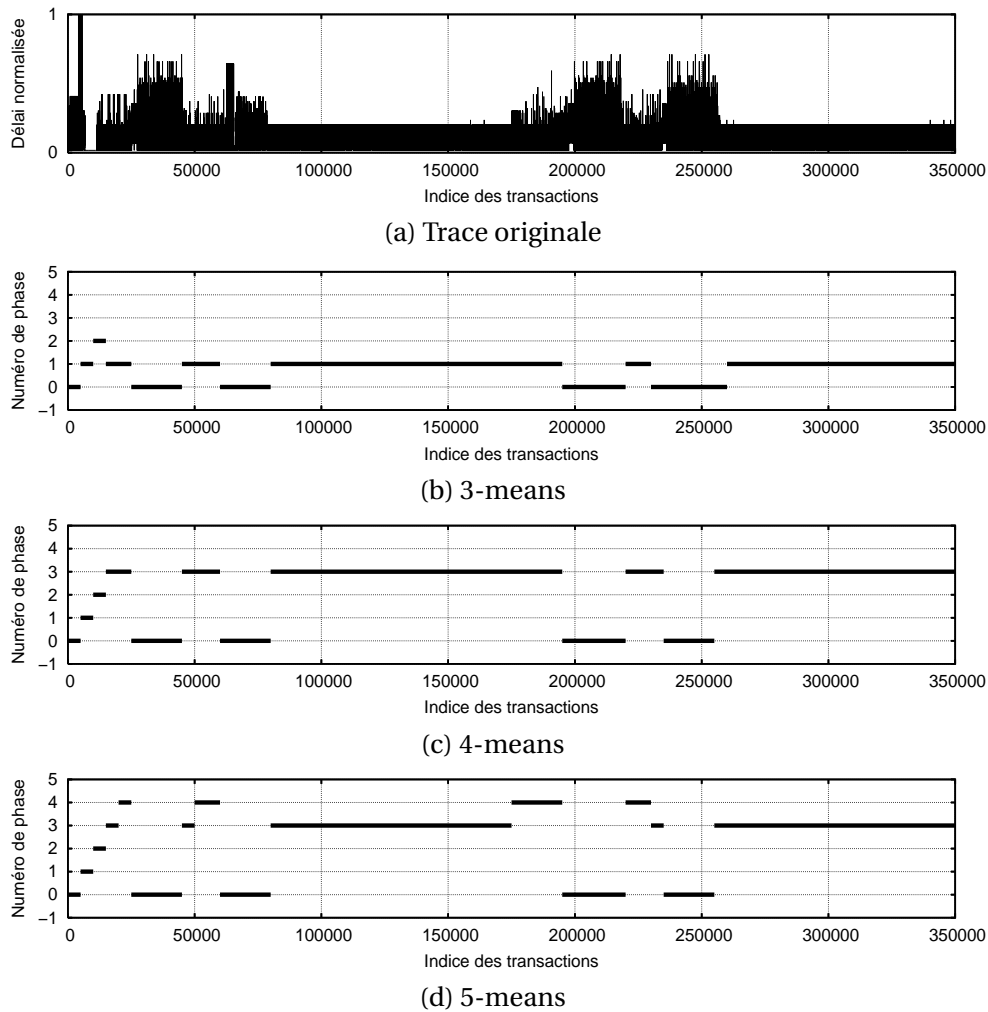 1
Délai normalisée
0
0 50000 100000 150000 200000 250000 300000 350000
Indice des transactions
(a) Trace originale
5
4
3
2
1
0
−1
Numéro de phase
0 50000 100000 150000 200000 250000 300000 350000
Indice des transactions
(b) 3-means
5
4
3
2
1
0
−1
Numéro de phase
0 50000 100000 150000 200000 250000 300000 350000
Indice des transactions
(c) 4-means
5
4
3
2
1
0
−1
Numéro de phase
0 50000 100000 150000 200000 250000 300000 350000
Indice des transactions
(d) 5-means